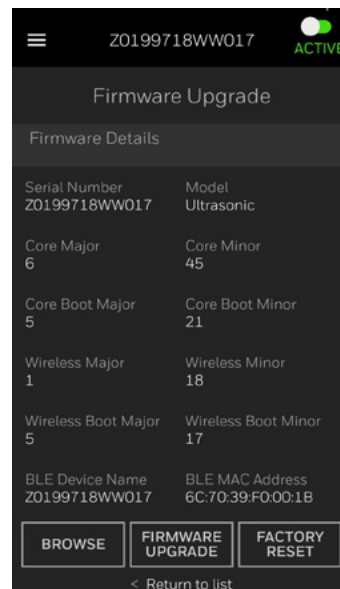 Z0199718WW017
ACTIVE
Firmware Upgrade
Firmware Details
Serial Number Model
Z0199718WW017 Ultrasonic
Core Major Core Minor
6 45
Core Boot Major Core Boot Minor
5 21
Wireless Major Wireless Minor
1 18
Wireless Boot Major Wireless Boot Minor
5 17
BLE Device Name BLE MAC Address
Z0199718WW017 6C:70:39:F0:00:1B
BROWSE
FIRMWARE
UPGRADE
FACTORY
RESET
< Return to list